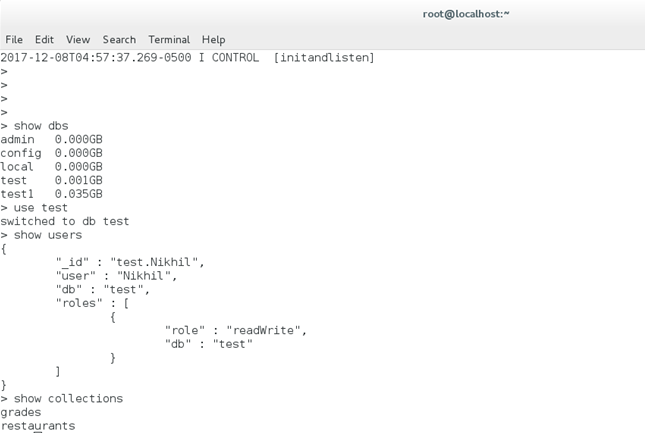 root@localhost:~
File Edit View Search Terminal Help
2017-12-08T04:57:37.269-0500 I CONTROL  [initandlisten]
>
>
>
>
> show dbs
admin   0.000GB
config  0.000GB
local   0.000GB
test    0.001GB
test1   0.035GB
> use test
switched to db test
> show users
{
        "_id" : "test.Nikhil",
        "user" : "Nikhil",
        "db" : "test",
        "roles" : [
                {
                        "role" : "readWrite",
                        "db" : "test"
                }
        ]
}
> show collections
grades
restaurants